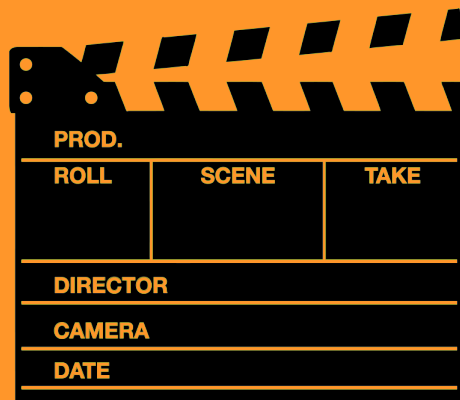 PROD.
ROLL SCENE TAKE
DIRECTOR
CAMERA
DATE